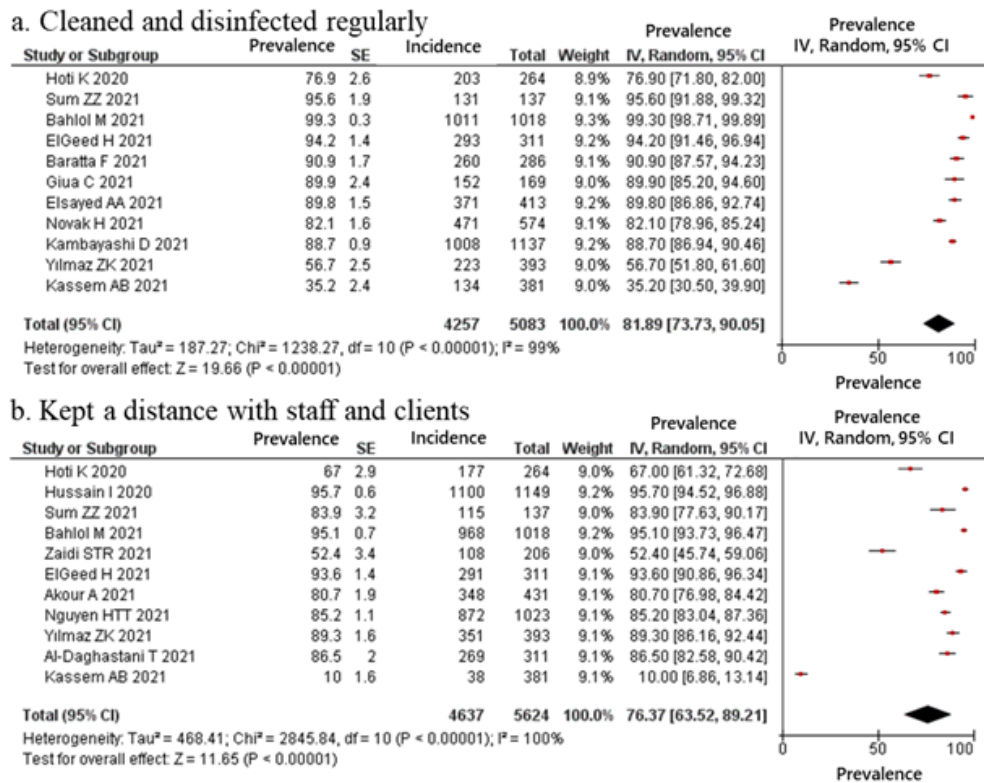 a. Cleaned and disinfected regularly
Prevalence Incidence Prevalence Prevalence
Study or Subgroup SE Total Weight IV, Random, 95% CI IV, Random, 95% CI
Hoti K 2020 76.9 2.6 203 264 8.9% 76.90 [71.80, 82.00]
Sum ZZ 2021 95.6 1.9 131 137 9.1% 95.60 [91.88, 99.32]
Bahlol M 2021 99.3 0.3 1011 1018 9.3% 99.30 [98.71, 99.89]
ElGeed H 2021 94.2 1.4 293 311 9.2% 94.20 [91.46, 96.94]
Baratta F 2021 90.9 1.7 260 286 9.1% 90.90 [87.57, 94.23]
Giua C 2021 89.9 2.4 152 169 9.0% 89.90 [85.20, 94.60]
Elsayed AA 2021 89.8 1.5 371 413 9.2% 89.80 [86.86, 92.74]
Novak H 2021 82.1 1.6 471 574 9.1% 82.10 [78.96, 85.24]
Kambayashi D 2021 88.7 0.9 1008 1137 9.2% 88.70 [86.94, 90.46]
Yılmaz ZK 2021 56.7 2.5 223 393 9.0% 56.70 [51.80, 61.60]
Kassem AB 2021 35.2 2.4 134 381 9.0% 35.20 [30.50, 39.90]
Total (95% CI) 4257 5083 100.0% 81.89 [73.73, 90.05]
Heterogeneity: Tau² = 187.27; Chi² = 1238.27, df = 10 (P < 0.00001); I² = 99%
Test for overall effect: Z = 19.66 (P < 0.00001)
0 50 100
Prevalence
b. Kept a distance with staff and clients
Prevalence Incidence Prevalence Prevalence
Study or Subgroup SE Total Weight IV, Random, 95% CI IV, Random, 95% CI
Hoti K 2020 67 2.9 177 264 9.0% 67.00 [61.32, 72.68]
Hussain I 2020 95.7 0.6 1100 1149 9.2% 95.70 [94.52, 96.88]
Sum ZZ 2021 83.9 3.2 115 137 9.0% 83.90 [77.63, 90.17]
Bahlol M 2021 95.1 0.7 968 1018 9.2% 95.10 [93.73, 96.47]
Zaidi STR 2021 52.4 3.4 108 206 9.0% 52.40 [45.74, 59.06]
ElGeed H 2021 93.6 1.4 291 311 9.1% 93.60 [90.86, 96.34]
Akour A 2021 80.7 1.9 348 431 9.1% 80.70 [76.98, 84.42]
Nguyen HTT 2021 85.2 1.1 872 1023 9.1% 85.20 [83.04, 87.36]
Yılmaz ZK 2021 89.3 1.6 351 393 9.1% 89.30 [86.16, 92.44]
Al-Daghastani T 2021 86.5 2 269 311 9.1% 86.50 [82.58, 90.42]
Kassem AB 2021 10 1.6 38 381 9.1% 10.00 [6.86, 13.14]
Total (95% CI) 4637 5624 100.0% 76.37 [63.52, 89.21]
Heterogeneity: Tau² = 468.41; Chi² = 2845.84, df = 10 (P < 0.00001); I² = 100%
Test for overall effect: Z = 11.65 (P < 0.00001)
0 50 100
Prevalence